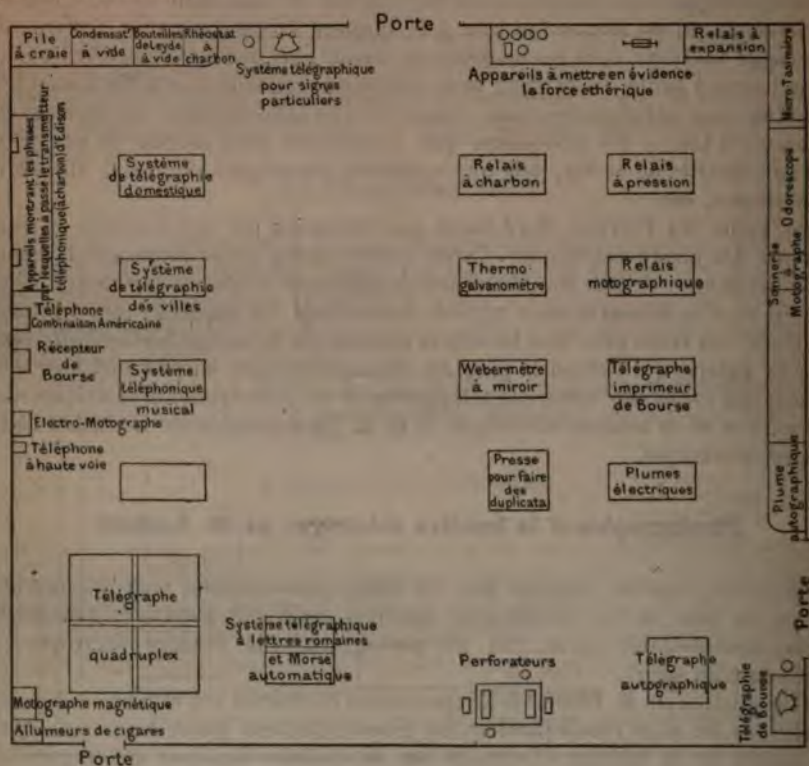 Porte
Pile
à craie
Condensat'
à vide
Bouteilles
de Leyde
à vide
Rhéostat
à
charbon
Système télégraphique
pour signes
particuliers
Appareils à mettre en évidence
la force éthérique
Relais à
expansion
Micro Tasimètre
Odoroscope
Sonnerie
à
Motographe
Plume
autographique
Appareils montrant les phases
par lesquelles a passé le transmetteur
téléphonique à charbon d'Edison
Système
de télégraphie
domestique
Relais
à charbon
Relais
à pression
Système
de télégraphie
des villes
Thermo
galvanomètre
Relais
motographique
Téléphone
Combinaison Américaine
Récepteur
de
Bourse
Système
téléphonique
musical
Webermètre
à miroir
Télégraphe
imprimeur
de Bourse
Electro-Motographe
Téléphone
à haute voie
Presse
pour faire
des
duplicata
Plumes
électriques
Télégraphe
quadruplex
Système télégraphique
à lettres romaines
et Morse
automatique
Perforateurs
Télégraphe
autographique
Porte
Télégraphie
de Bourse
Motographe magnétique
Allumeurs de cigares
Porte